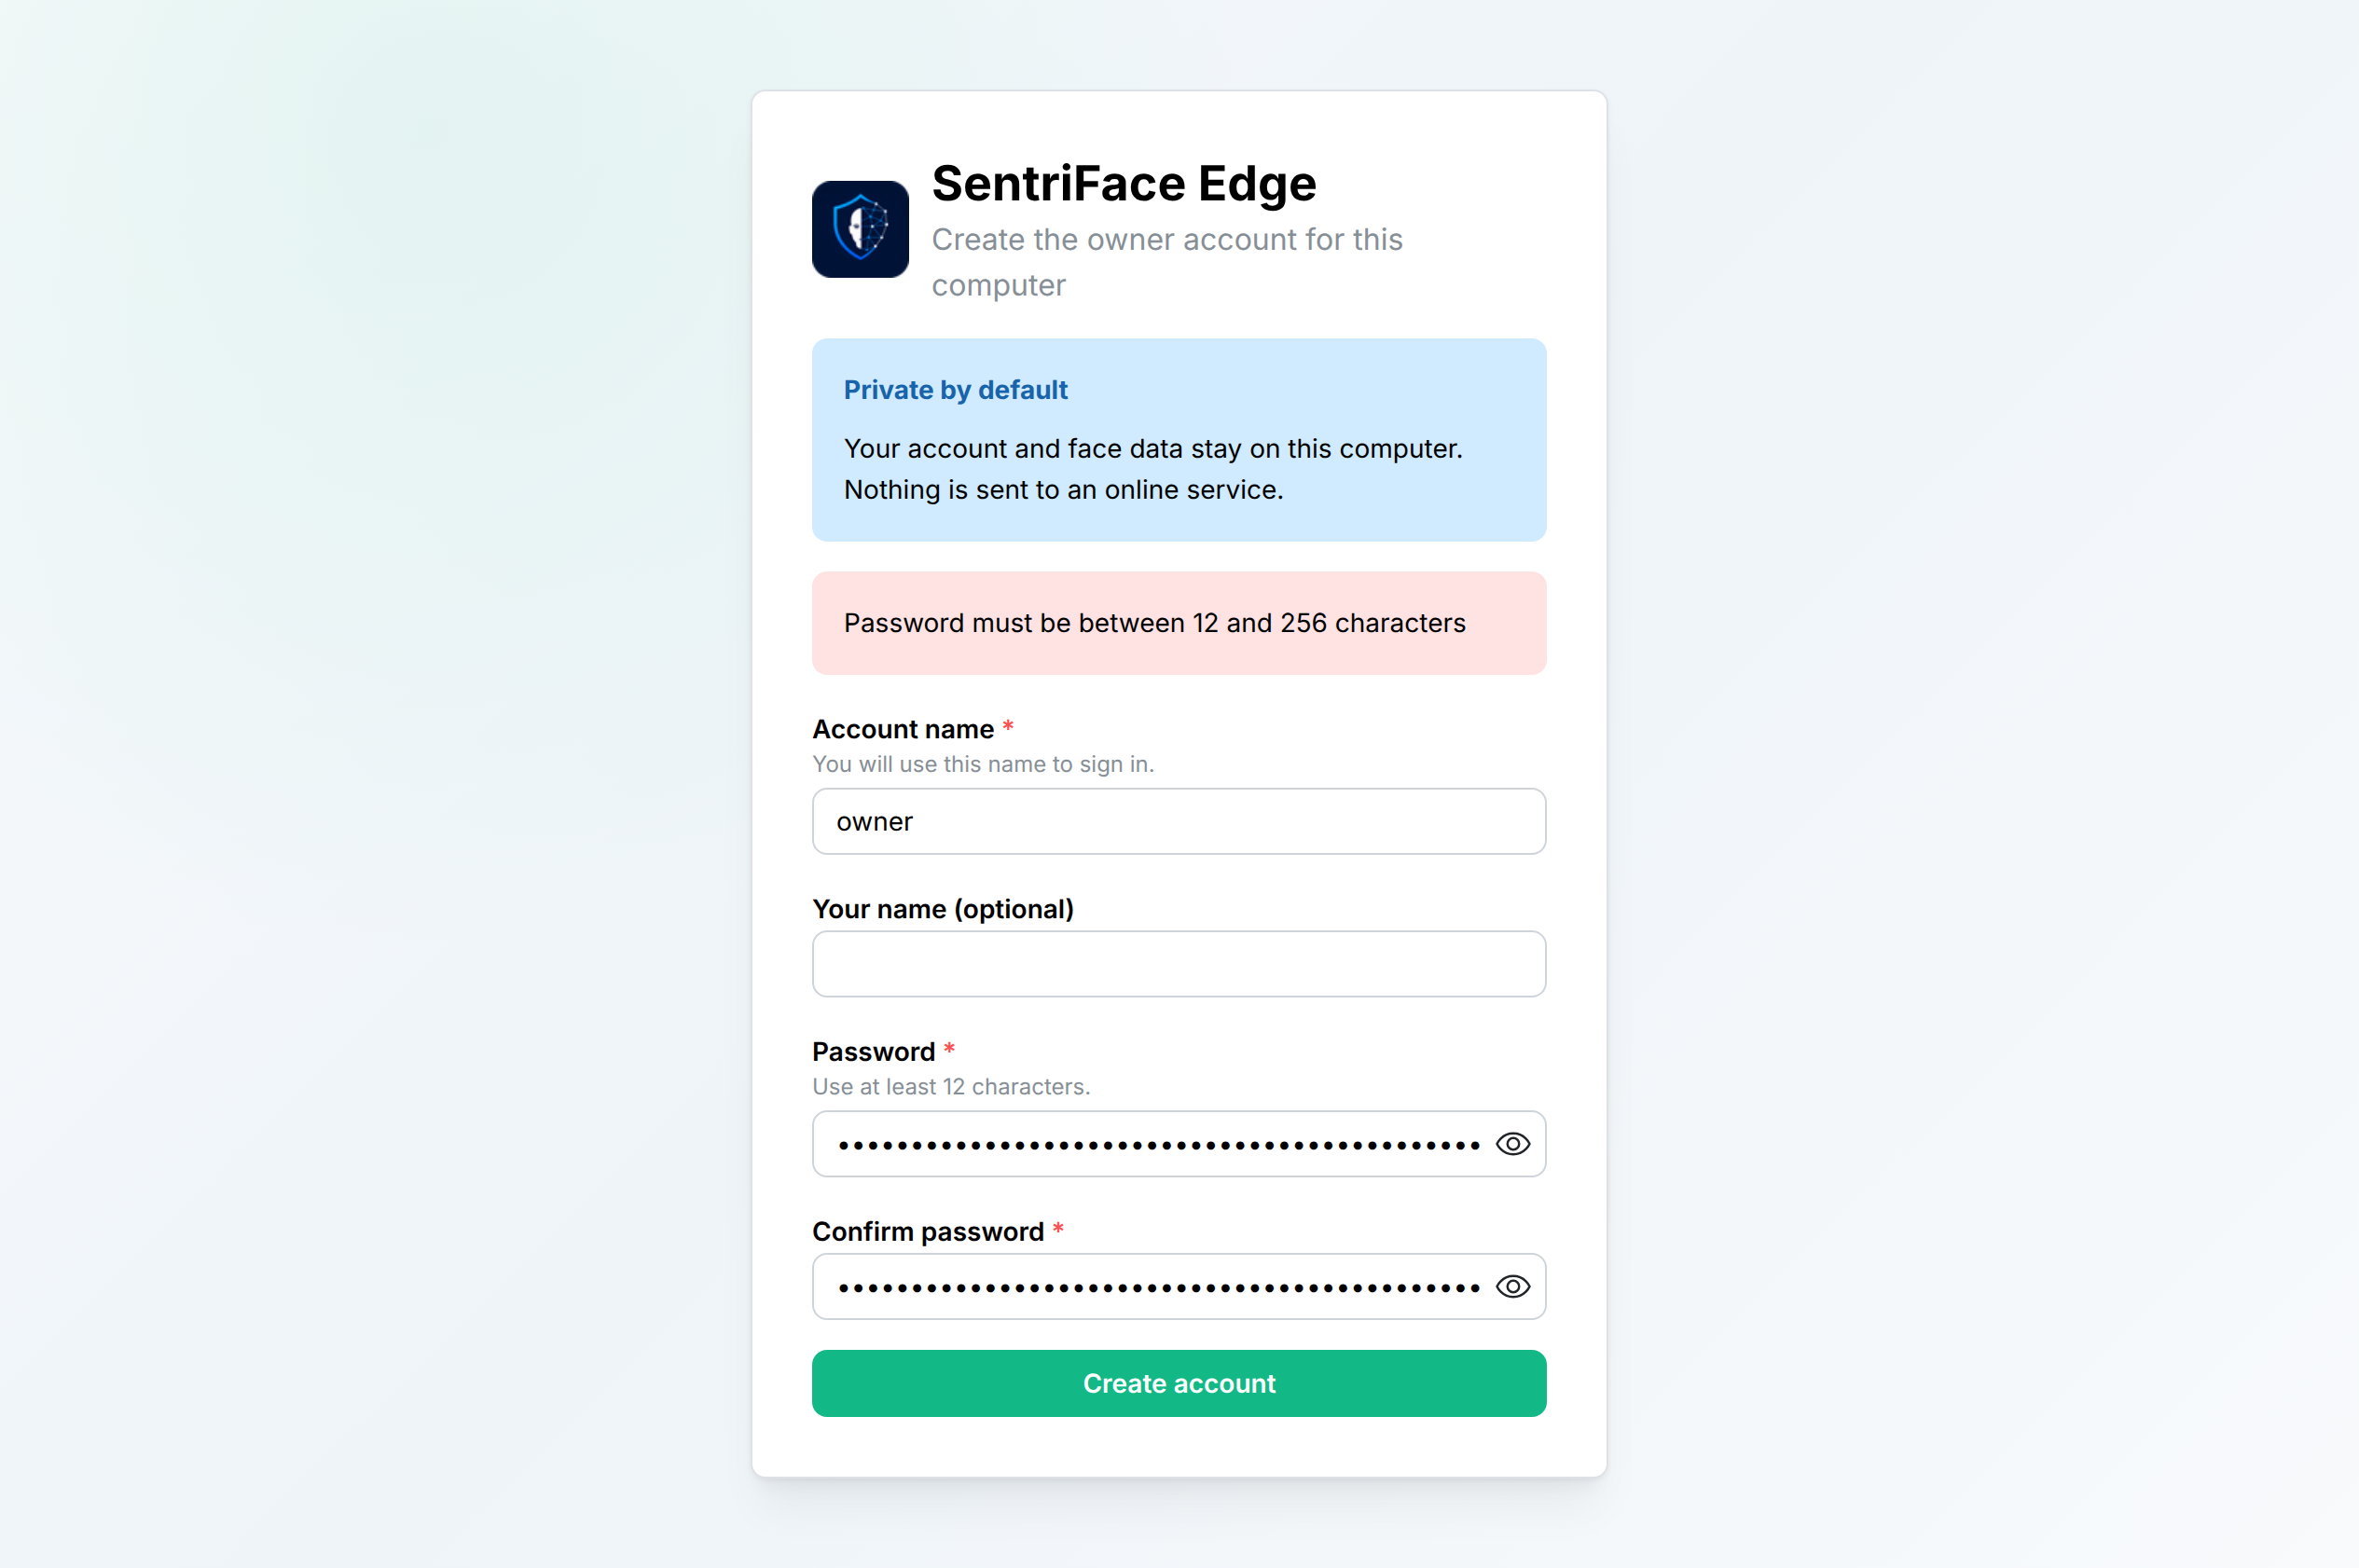 SentriFace Edge
Create the owner account for this
computer
Private by default
Your account and face data stay on this computer.
Nothing is sent to an online service.
Password must be between 12 and 256 characters
Account name *
You will use this name to sign in.
owner
Your name (optional)
Password *
Use at least 12 characters.
••••••••••••••••••••••••••••••••••••••••••••
Confirm password *
••••••••••••••••••••••••••••••••••••••••••••
Create account